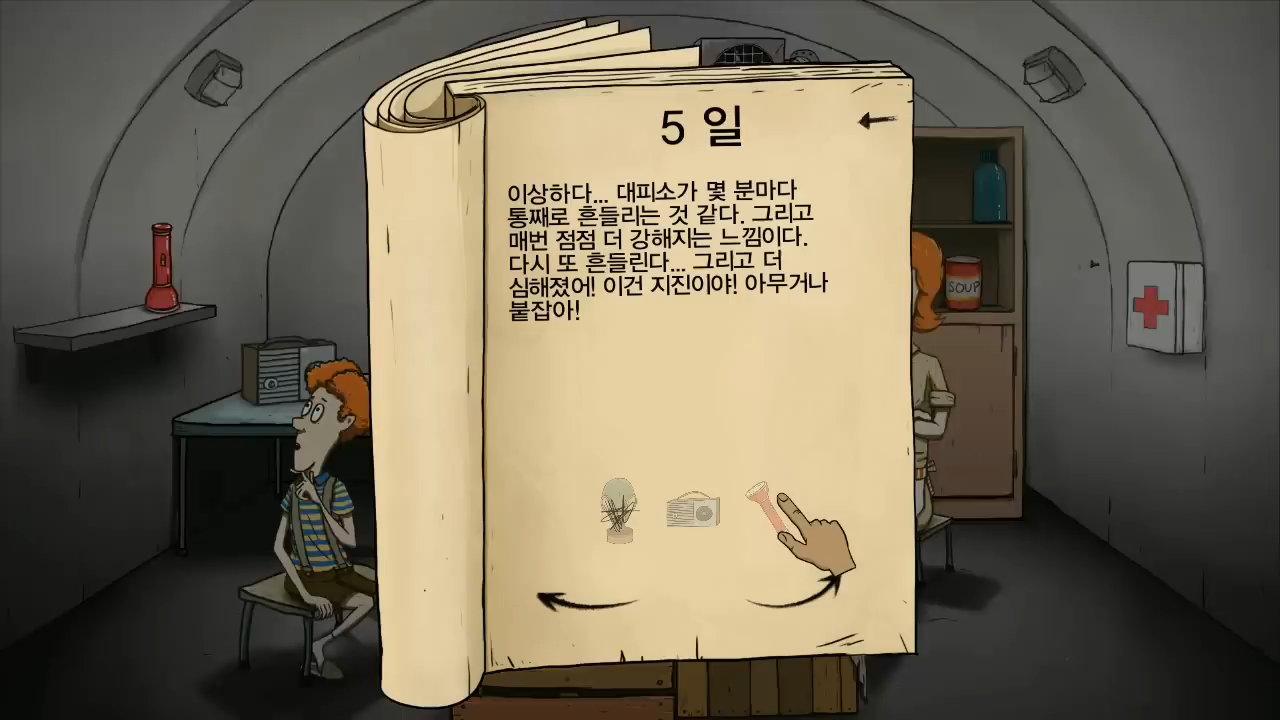 5 일
이상하다... 대피소가 몇 분마다
통째로 흔들리는 것 같다. 그리고
매번 점점 더 강해지는 느낌이다.
다시 또 흔들린다... 그리고 더
심해졌어! 이건 지진이야! 아무거나
붙잡아!
SOUP